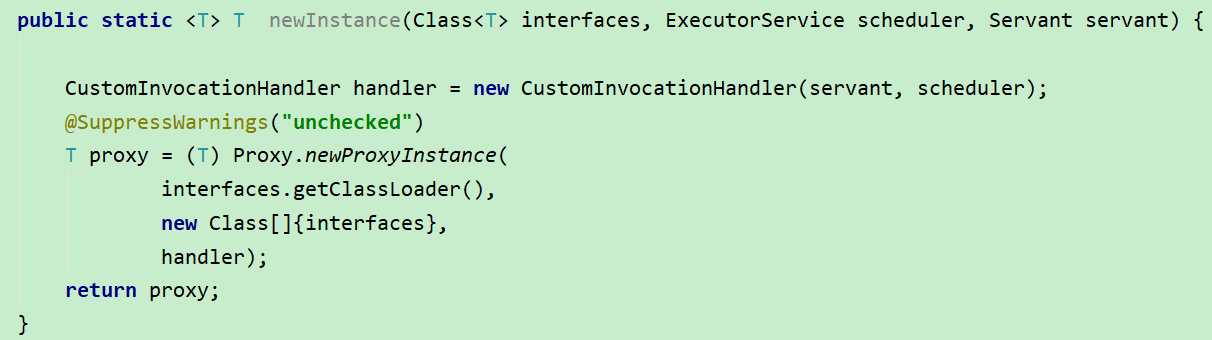 public static <T> T  newInstance(Class<T> interfaces, ExecutorService scheduler, Servant servant) {
    CustomInvocationHandler handler = new CustomInvocationHandler(servant, scheduler);
    @SuppressWarnings("unchecked")
    T proxy = (T) Proxy.newProxyInstance(
            interfaces.getClassLoader(),
            new Class[]{interfaces},
            handler);
    return proxy;
}